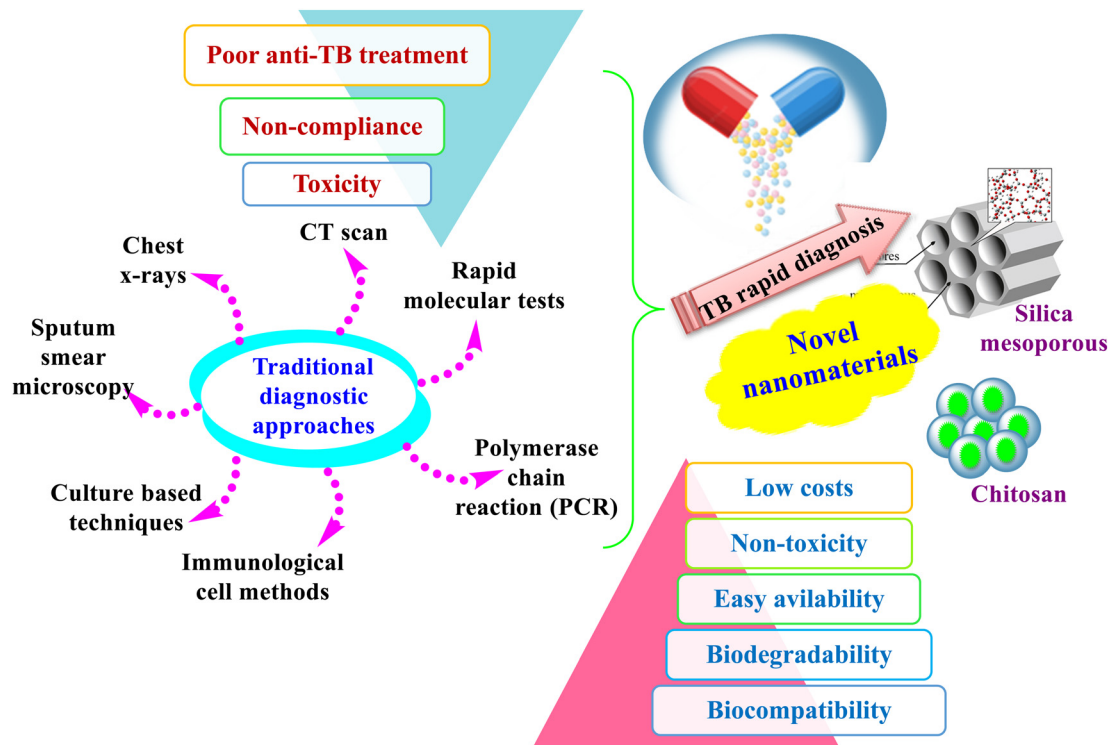 Poor anti-TB treatment
Non-compliance
Toxicity
CT scan
Chest
x-rays
Rapid
molecular tests
Sputum
smear
microscopy
Traditional
diagnostic
approaches
Polymerase
chain
reaction (PCR)
Culture based
techniques
Immunological
cell methods
TB rapid diagnosis
Novel
nanomaterials
Silica
mesoporous
Chitosan
Low costs
Non-toxicity
Easy avilability
Biodegradability
Biocompatibility